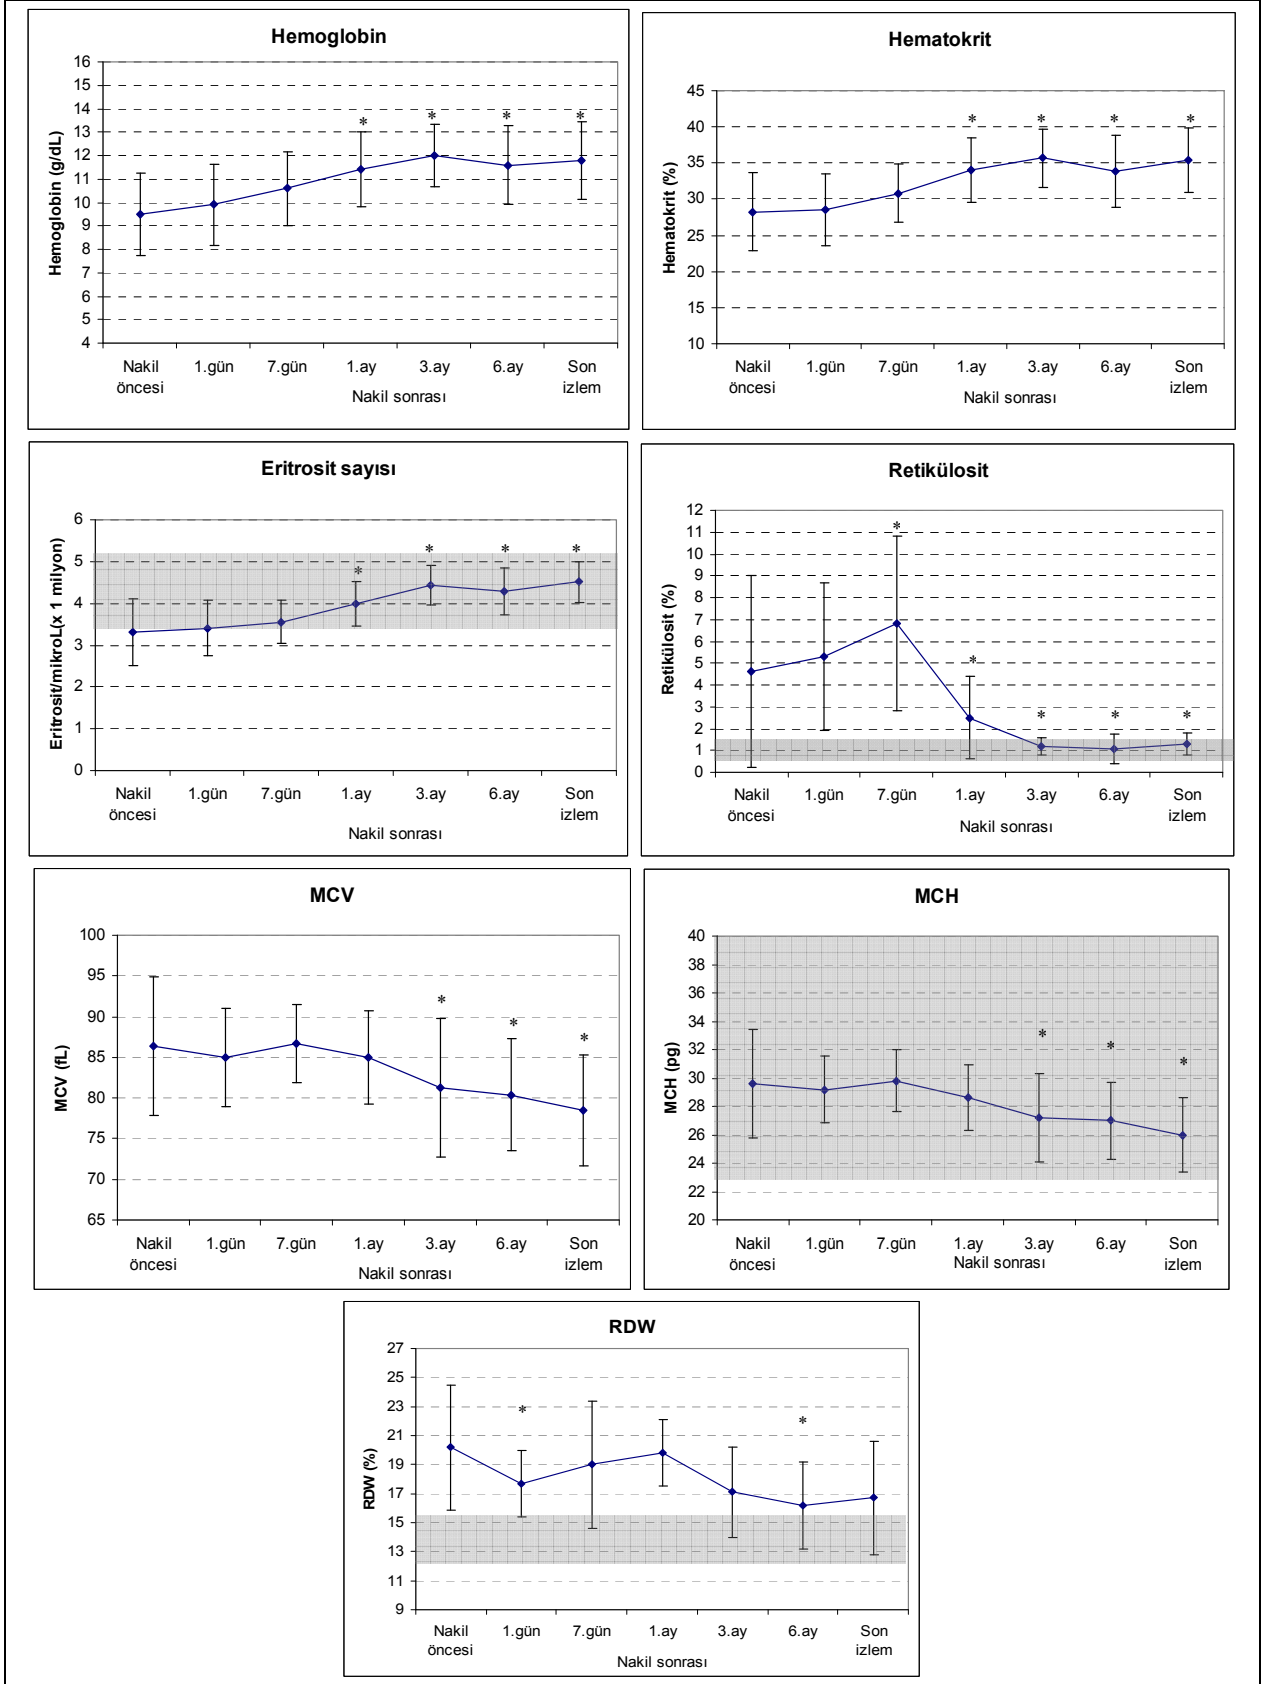 Hemoglobin
Hemoglobin (g/dL)
16
15
14
13
12
11
10
9
8
7
6
5
4
* * * *
Nakil öncesi 1.gün 7.gün 1.ay 3.ay 6.ay Son izlem
Nakil sonrası
Hematokrit
Hematokrit (%)
45
40
35
30
25
20
15
10
* * * *
Nakil öncesi 1.gün 7.gün 1.ay 3.ay 6.ay Son izlem
Nakil sonrası
Eritrosit sayısı
Eritrosit/mikroL(x 1 milyon)
6
5
4
3
2
1
0
* * * *
Nakil öncesi 1.gün 7.gün 1.ay 3.ay 6.ay Son izlem
Nakil sonrası
Retikülosit
Retikülosit (%)
12
11
10
9
8
7
6
5
4
3
2
1
0
* * * * *
Nakil öncesi 1.gün 7.gün 1.ay 3.ay 6.ay Son izlem
Nakil sonrası
MCV
MCV (fL)
100
95
90
85
80
75
70
65
* * *
Nakil öncesi 1.gün 7.gün 1.ay 3.ay 6.ay Son izlem
Nakil sonrası
MCH
MCH (pg)
40
38
36
34
32
30
28
26
24
22
20
* * *
Nakil öncesi 1.gün 7.gün 1.ay 3.ay 6.ay Son izlem
Nakil sonrası
RDW
RDW (%)
27
25
23
21
19
17
15
13
11
9
* *
Nakil öncesi 1.gün 7.gün 1.ay 3.ay 6.ay Son izlem
Nakil sonrası